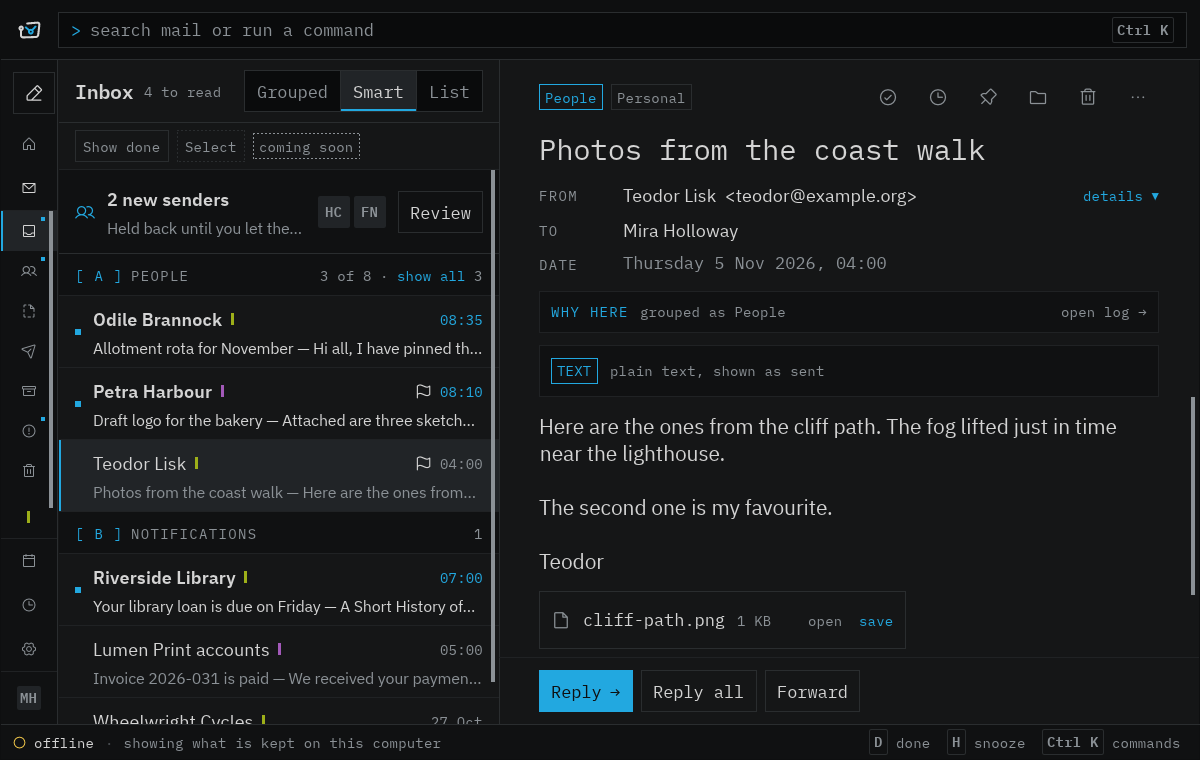 > search mail or run a command
Ctrl K
Inbox 4 to read
Grouped Smart List
Show done Select coming soon
2 new senders
Held back until you let the...
HC FN Review
[ A ] PEOPLE 3 of 8 · show all 3
Odile Brannock 08:35
Allotment rota for November — Hi all, I have pinned th...
Petra Harbour 08:10
Draft logo for the bakery — Attached are three sketch...
Teodor Lisk 04:00
Photos from the coast walk — Here are the ones from...
[ B ] NOTIFICATIONS 1
Riverside Library 07:00
Your library loan is due on Friday — A Short History of...
Lumen Print accounts 05:00
Invoice 2026-031 is paid — We received your paymen...
Wheelwright Cycles 27 Oct
MH
People Personal
Photos from the coast walk
FROM Teodor Lisk <teodor@example.org> details ▼
TO Mira Holloway
DATE Thursday 5 Nov 2026, 04:00
WHY HERE grouped as People open log →
TEXT plain text, shown as sent
Here are the ones from the cliff path. The fog lifted just in time
near the lighthouse.
The second one is my favourite.
Teodor
cliff-path.png 1 KB open save
Reply → Reply all Forward
offline · showing what is kept on this computer
D done H snooze Ctrl K commands